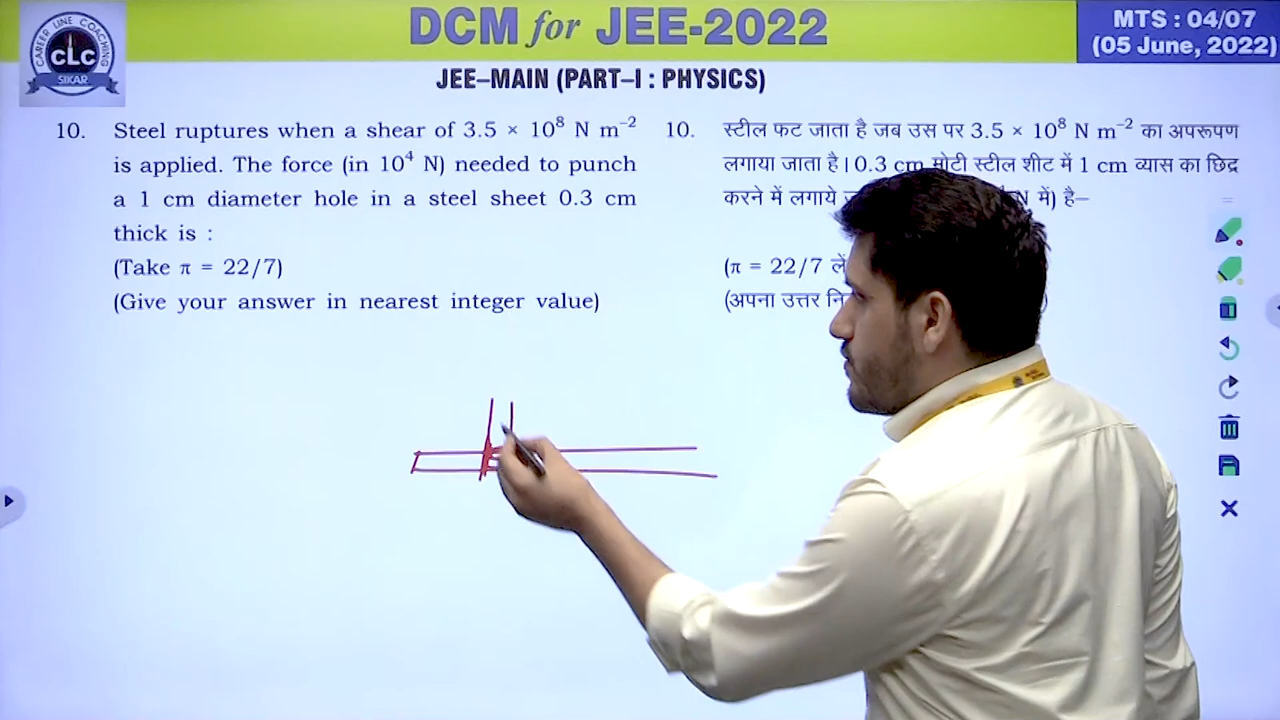 CAREER LINE COACHING
CLC
SIKAR
DCM for JEE-2022
MTS : 04/07
(05 June, 2022)
JEE–MAIN (PART–I : PHYSICS)
10. Steel ruptures when a shear of 3.5 × 10⁸ N m⁻²
is applied. The force (in 10⁴ N) needed to punch
a 1 cm diameter hole in a steel sheet 0.3 cm
thick is :
(Take π = 22/7)
(Give your answer in nearest integer value)
10. स्टील फट जाता है जब उस पर 3.5 × 10⁸ N m⁻² का अपरूपण
लगाया जाता है। 0.3 cm मोटी स्टील शीट में 1 cm व्यास का छिद्र
करने में लगाये N में) है–
(π = 22/7 लें
(अपना उत्तर